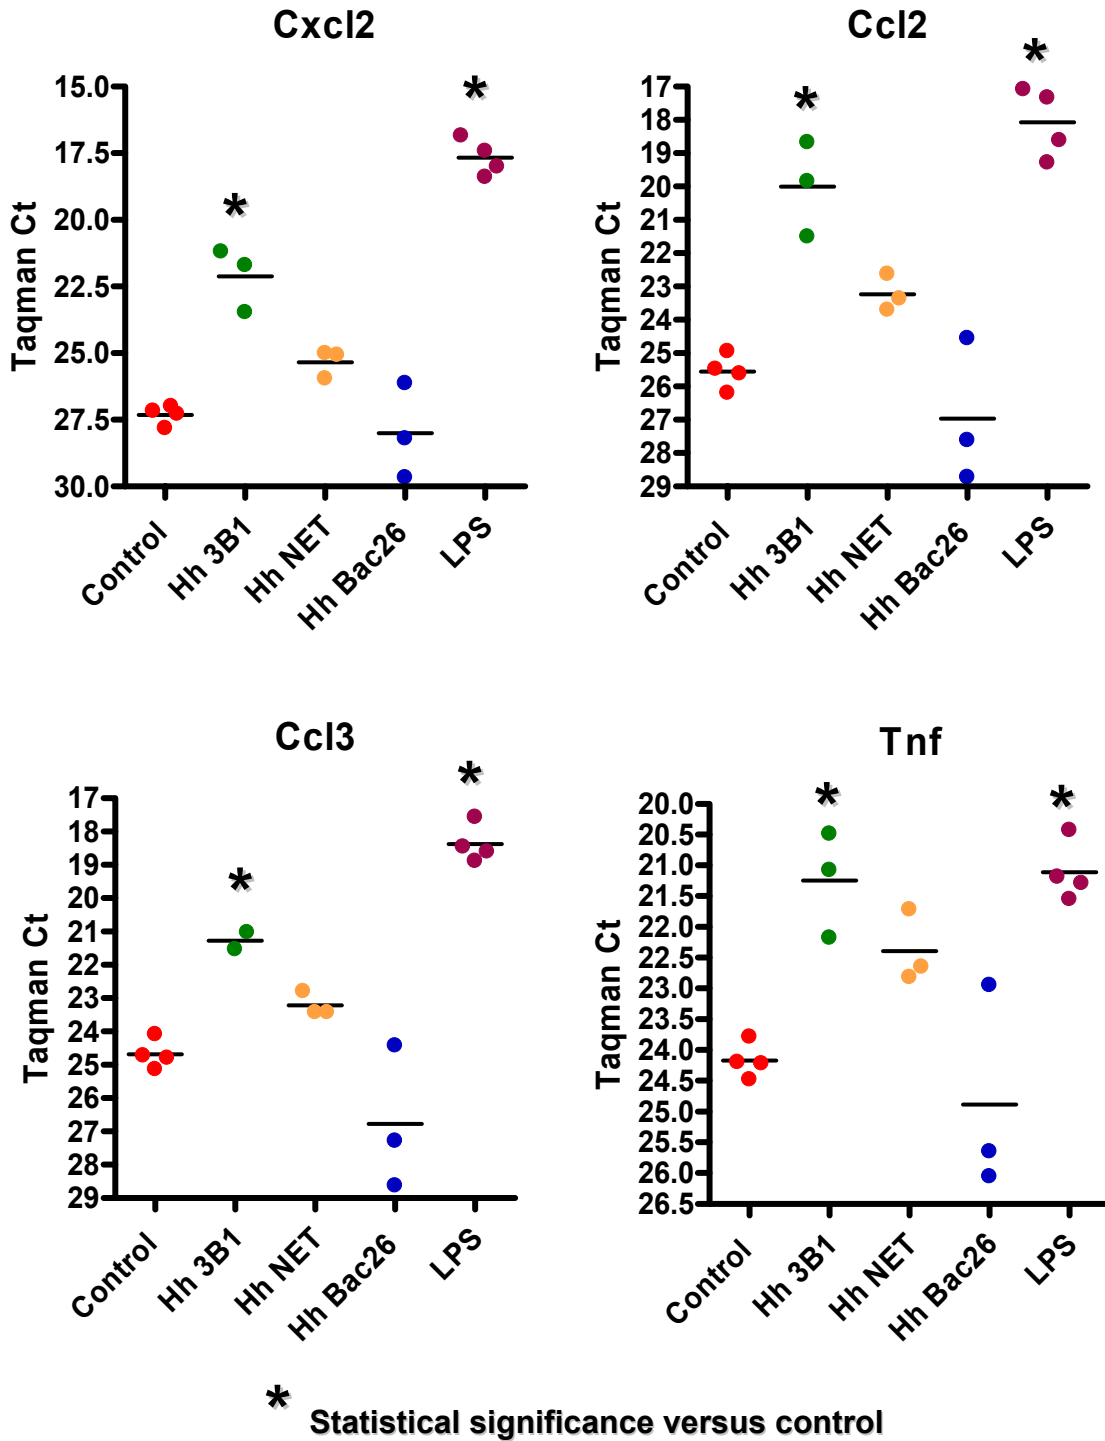 Cxcl2
Taqman Ct
15.0
17.5
20.0
22.5
25.0
27.5
30.0
*
*
Control
Hh 3B1
Hh NET
Hh Bac26
LPS
Ccl2
Taqman Ct
17
18
19
20
21
22
23
24
25
26
27
28
29
*
*
Control
Hh 3B1
Hh NET
Hh Bac26
LPS
Ccl3
Taqman Ct
17
18
19
20
21
22
23
24
25
26
27
28
29
*
*
Control
Hh 3B1
Hh NET
Hh Bac26
LPS
Tnf
Taqman Ct
20.0
20.5
21.0
21.5
22.0
22.5
23.0
23.5
24.0
24.5
25.0
25.5
26.0
26.5
*
*
Control
Hh 3B1
Hh NET
Hh Bac26
LPS
* Statistical significance versus control